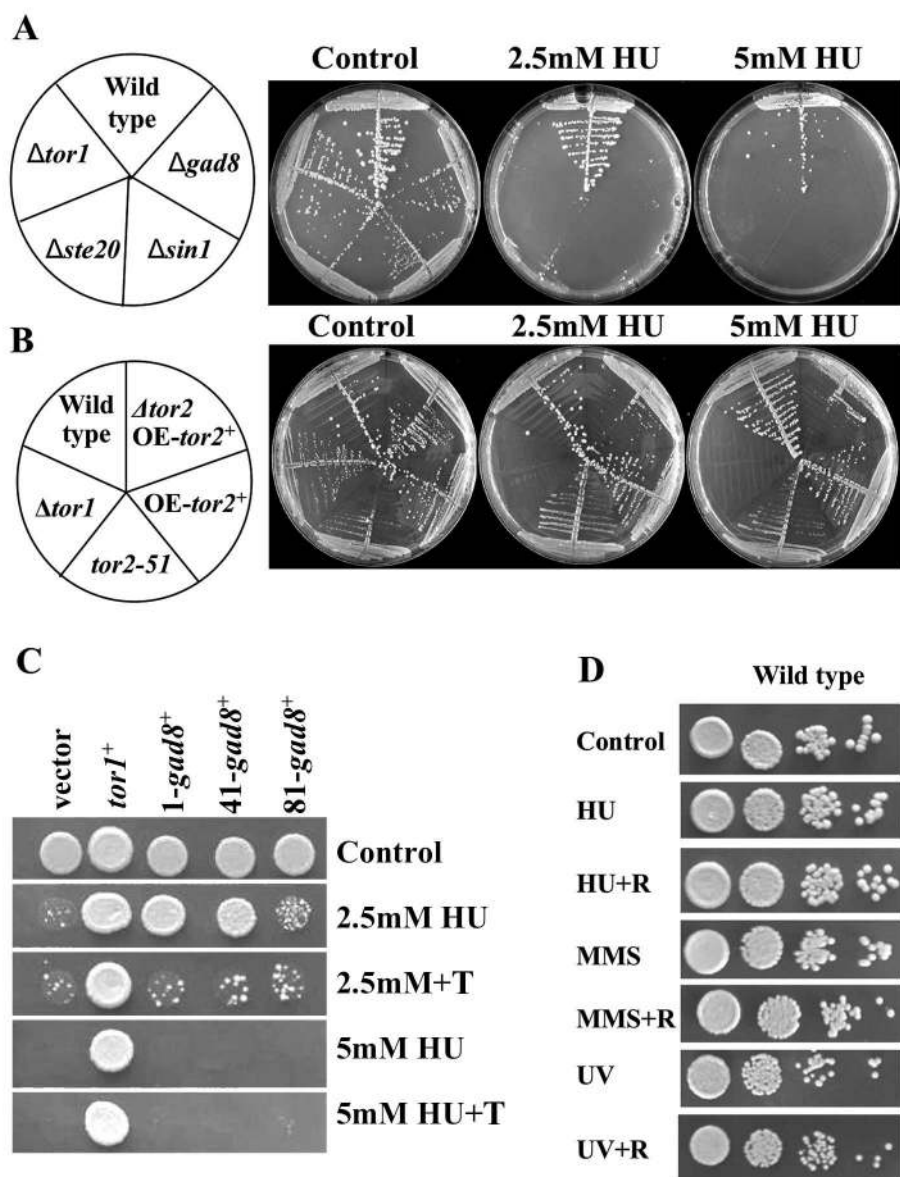 A
Control 2.5mM HU 5mM HU
Wild type
Δtor1
Δgad8
Δste20
Δsin1
B
Control 2.5mM HU 5mM HU
Wild type
Δtor2 OE-tor2⁺
Δtor1
OE-tor2⁺
tor2-51
C
vector
tor1⁺
1-gad8⁺
41-gad8⁺
81-gad8⁺
Control
2.5mM HU
2.5mM+T
5mM HU
5mM HU+T
D
Wild type
Control
HU
HU+R
MMS
MMS+R
UV
UV+R